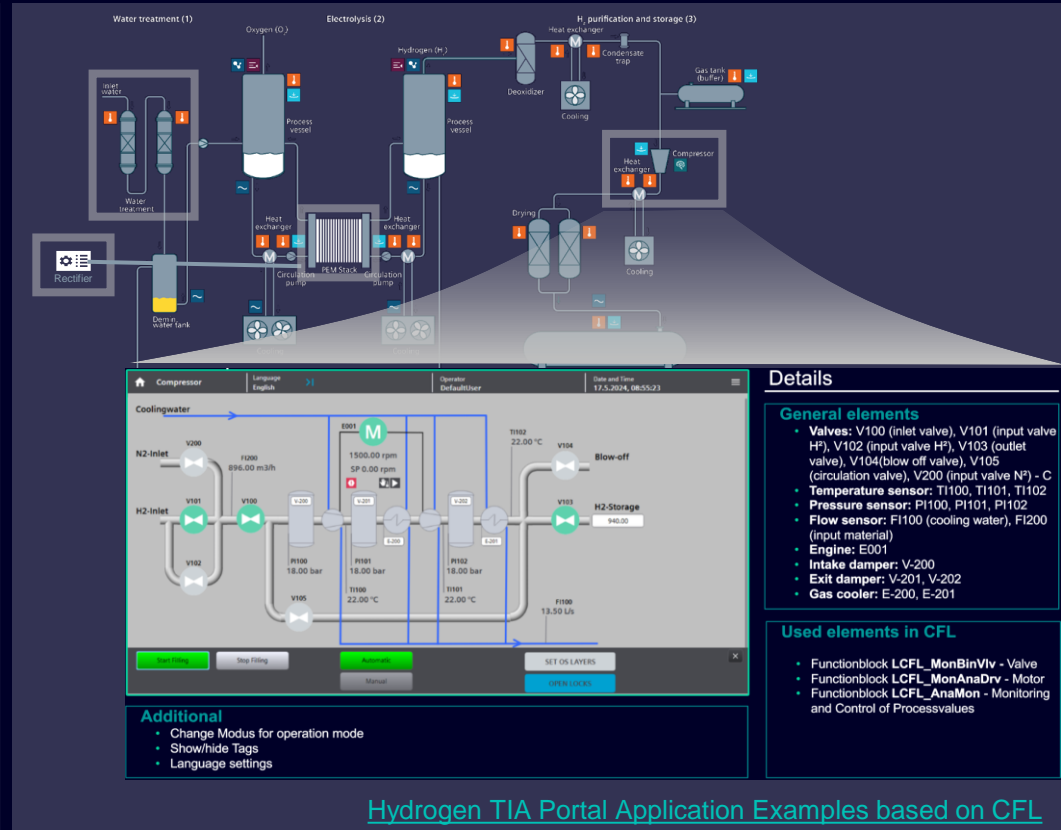 Water treatment (1)
Electrolysis (2)
H2 purification and storage (3)
Oxygen (O2)
Hydrogen (H2)
Heat
exchanger
Condensate
trap
Gas tank
(buffer)
Deoxidizer
Cooling
Inlet
water
Process
vessel
Process
vessel
Water
treatment
Compressor
Heat
exchanger
Drying
Cooling
Heat
exchanger
Heat
exchanger
PEM Stack
Circulation
pump
Circulation
pump
Rectifier
Demin.
water tank
Compressor
Language
English
Operator
DefaultUser
Date and Time
17.5.2024, 08:55:23
Coolingwater
N2-Inlet
V200
FI200
896.00 m3/h
E001
M
1500.00 rpm
SP 0.00 rpm
TI102
22.00 °C
V104
Blow-off
H2-Inlet
V101
V100
V-200
V-201
V-202
E-200
E-201
V103
H2-Storage
940.00
V102
PI100
18.00 bar
PI101
18.00 bar
PI102
18.00 bar
TI100
22.00 °C
TI101
22.00 °C
V105
FI100
13.50 L/s
Start Filling
Stop Filling
Automatic
Manual
SET OS LAYERS
OPEN LOCKS
Details
General elements
• Valves: V100 (inlet valve), V101 (input valve
H²), V102 (input valve H²), V103 (outlet
valve), V104(blow off valve), V105
(circulation valve), V200 (input valve N²) - C
• Temperature sensor: TI100, TI101, TI102
• Pressure sensor: PI100, PI101, PI102
• Flow sensor: FI100 (cooling water), FI200
(input material)
• Engine: E001
• Intake damper: V-200
• Exit damper: V-201, V-202
• Gas cooler: E-200, E-201
Used elements in CFL
• Functionblock LCFL_MonBinVlv - Valve
• Functionblock LCFL_MonAnaDrv - Motor
• Functionblock LCFL_AnaMon - Monitoring
and Control of Processvalues
Additional
• Change Modus for operation mode
• Show/hide Tags
• Language settings
Hydrogen TIA Portal Application Examples based on CFL